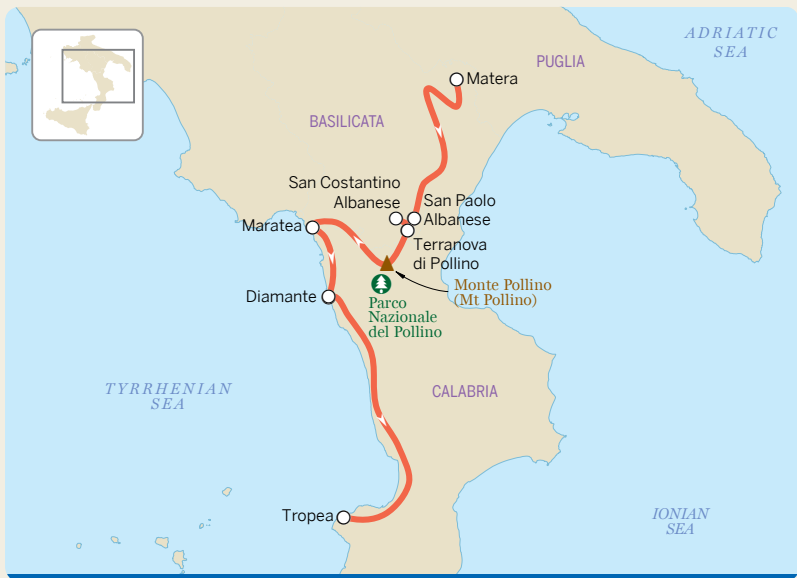 ADRIATIC
SEA
PUGLIA
Matera
BASILICATA
San Costantino
Albanese
San Paolo
Albanese
Maratea
Terranova
di Pollino
Monte Pollino
(Mt Pollino)
Diamante
Parco
Nazionale
del Pollino
TYRRHENIAN
SEA
CALABRIA
Tropea
IONIAN
SEA